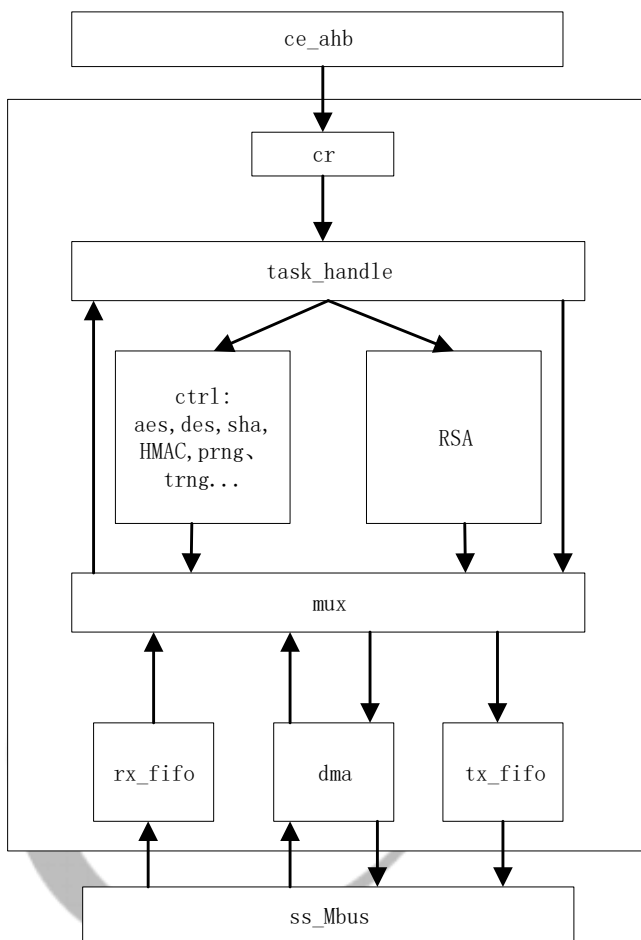 ce_ahb
cr
task_handle
ctrl:
aes,des,sha,
HMAC,prng、
trng...
RSA
mux
rx_fifo
dma
tx_fifo
ss_Mbus